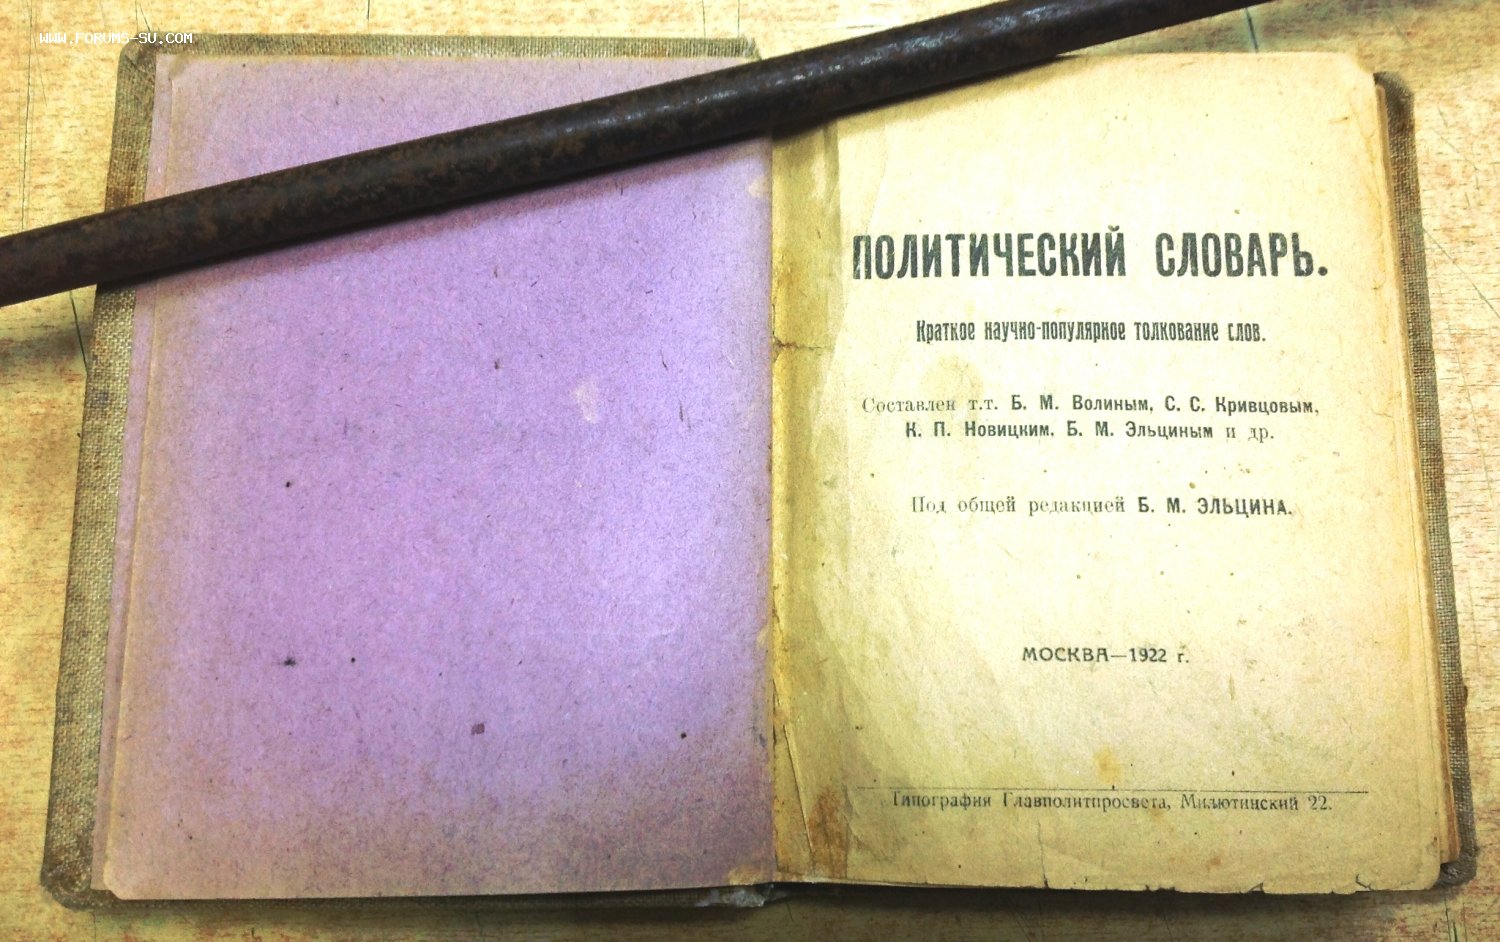 WWW.FORUMS-SU.COM
ПОЛИТИЧЕСКИЙ СЛОВАРЬ.
Краткое научно-популярное толкование слов.
Составлен т.т. Б. М. Волиным, С. С. Кривцовым,
К. П. Новицким, Б. М. Эльциным и др.
Под общей редакцией Б. М. ЭЛЬЦИНА.
МОСКВА—1922 г.
Типография Главполитпросвета, Милютинский 22.